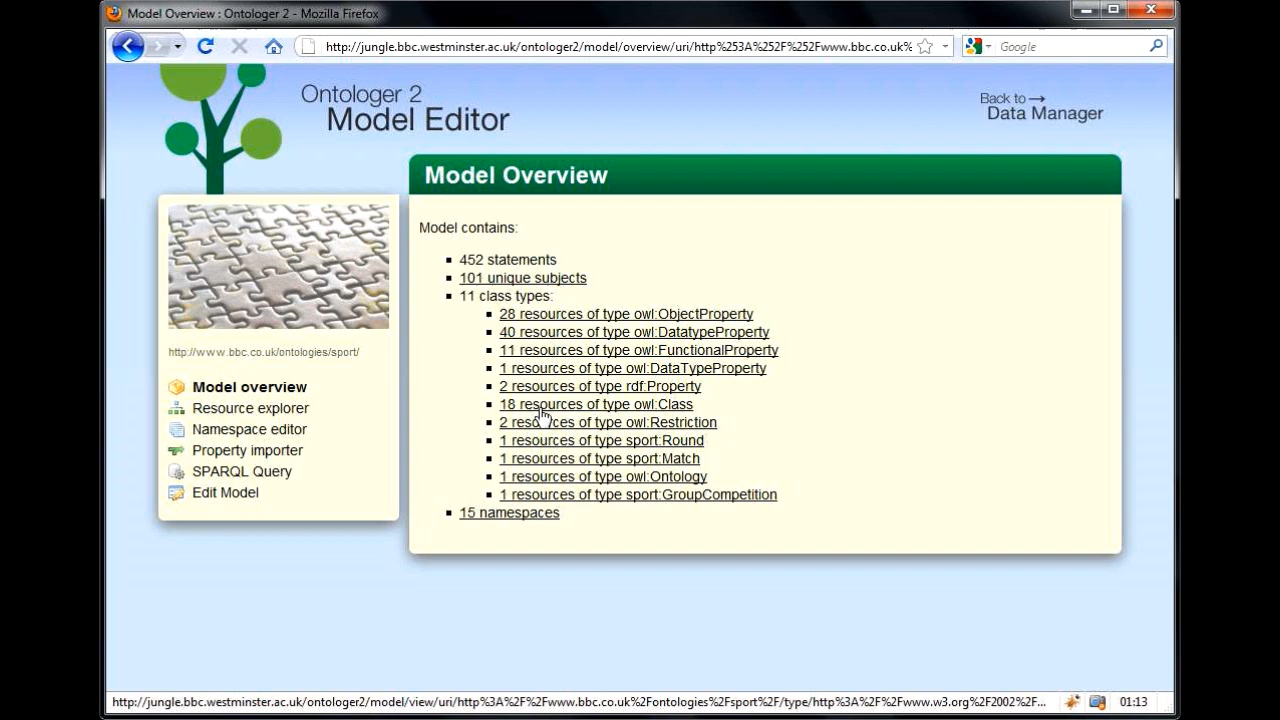 Model Overview : Ontologer 2 - Mozilla Firefox
http://jungle.bbc.westminster.ac.uk/ontologer2/model/overview/uri/http%253A%252F%252Fwww.bbc.co.uk%
Google
Ontologer 2
Model Editor
Back to →
Data Manager
Model Overview
Model contains:
452 statements
101 unique subjects
11 class types:
28 resources of type owl:ObjectProperty
40 resources of type owl:DatatypeProperty
11 resources of type owl:FunctionalProperty
1 resources of type owl:DataTypeProperty
2 resources of type rdf:Property
18 resources of type owl:Class
2 resources of type owl:Restriction
1 resources of type sport:Round
1 resources of type sport:Match
1 resources of type owl:Ontology
1 resources of type sport:GroupCompetition
15 namespaces
http://www.bbc.co.uk/ontologies/sport/
Model overview
Resource explorer
Namespace editor
Property importer
SPARQL Query
Edit Model
http://jungle.bbc.westminster.ac.uk/ontologer2/model/view/uri/http%3A%2F%2Fwww.bbc.co.uk%2Fontologies%2Fsport%2F/type/http%3A%2F%2Fwww.w3.org%2F2002%2F...
01:13